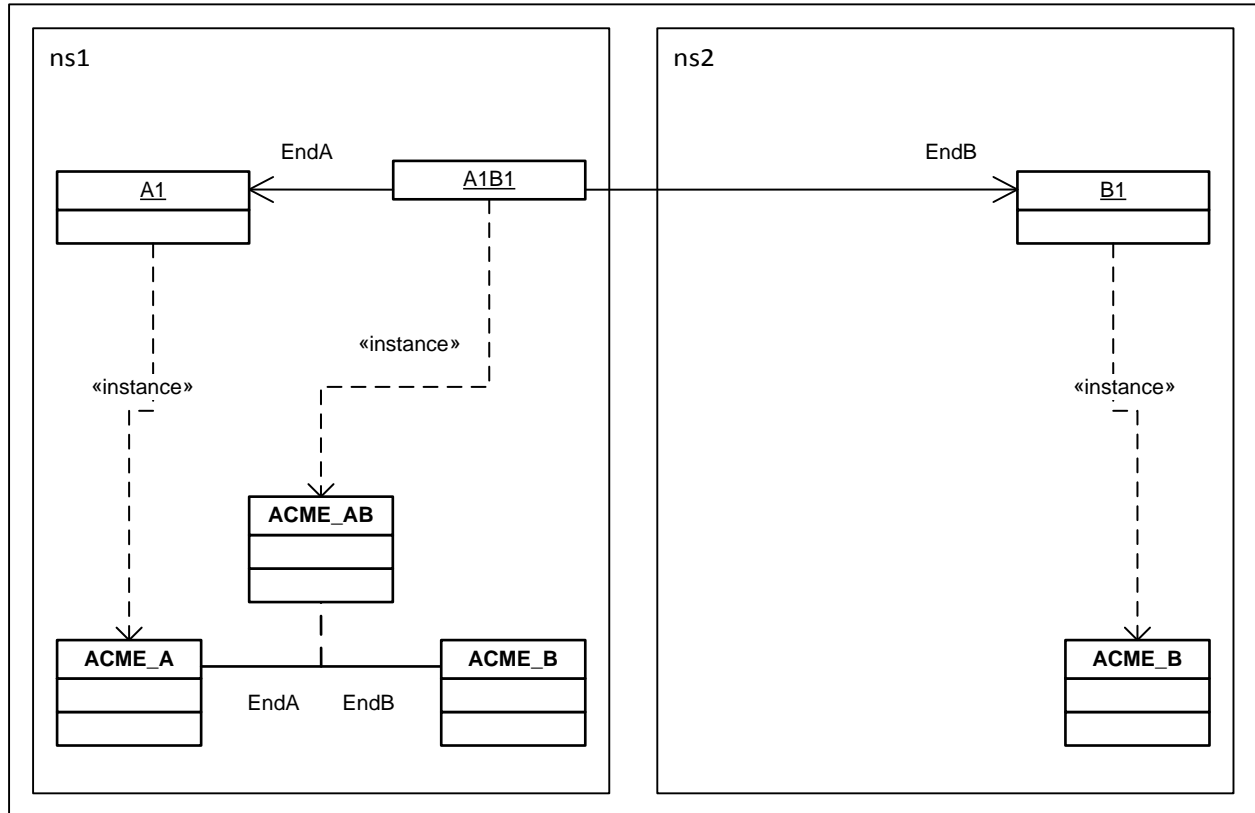 ns1
ns2
EndA
EndB
A1
A1B1
B1
«instance»
«instance»
«instance»
ACME_AB
ACME_A
ACME_B
ACME_B
EndA
EndB